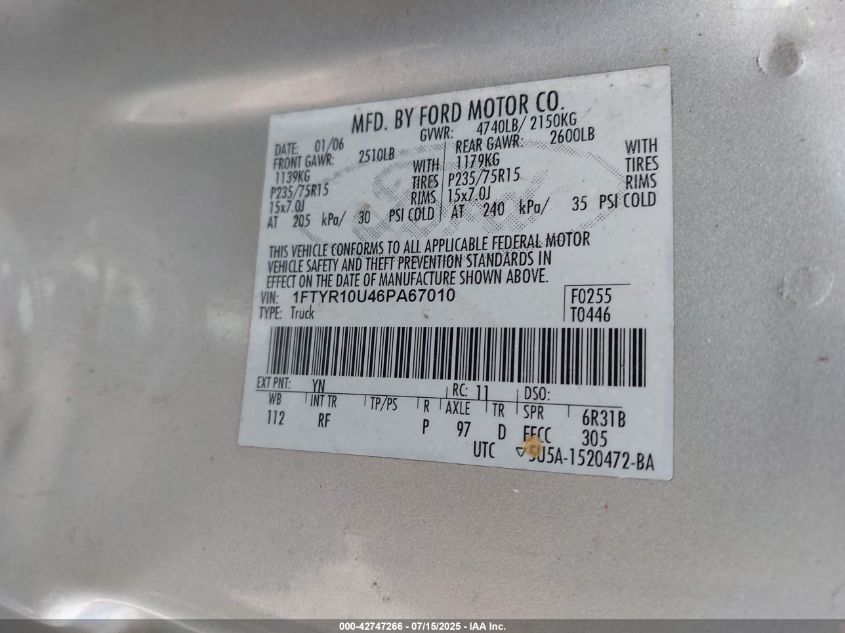 MFD. BY FORD MOTOR CO.
DATE: 01/06 GVWR: 4740LB/ 2150KG
FRONT GAWR: 2510LB REAR GAWR: 2600LB
1139KG WITH 1179KG WITH
P235/75R15 TIRES P235/75R15 TIRES
15x7.0J RIMS 15x7.0J RIMS
AT 205 kPa/ 30 PSI COLD AT 240 kPa/ 35 PSI COLD
THIS VEHICLE CONFORMS TO ALL APPLICABLE FEDERAL MOTOR
VEHICLE SAFETY AND THEFT PREVENTION STANDARDS IN
EFFECT ON THE DATE OF MANUFACTURE SHOWN ABOVE.
VIN: 1FTYR10U46PA67010 F0255
TYPE: Truck T0446
EXT PNT: YN RC: 11 DSO:
WB INT TR TP/PS R AXLE TR SPR 6R31B
112 RF P 97 D FFCC 305
UTC ▽5U5A-1520472-BA
000-42747266 - 07/15/2025 - IAA Inc.